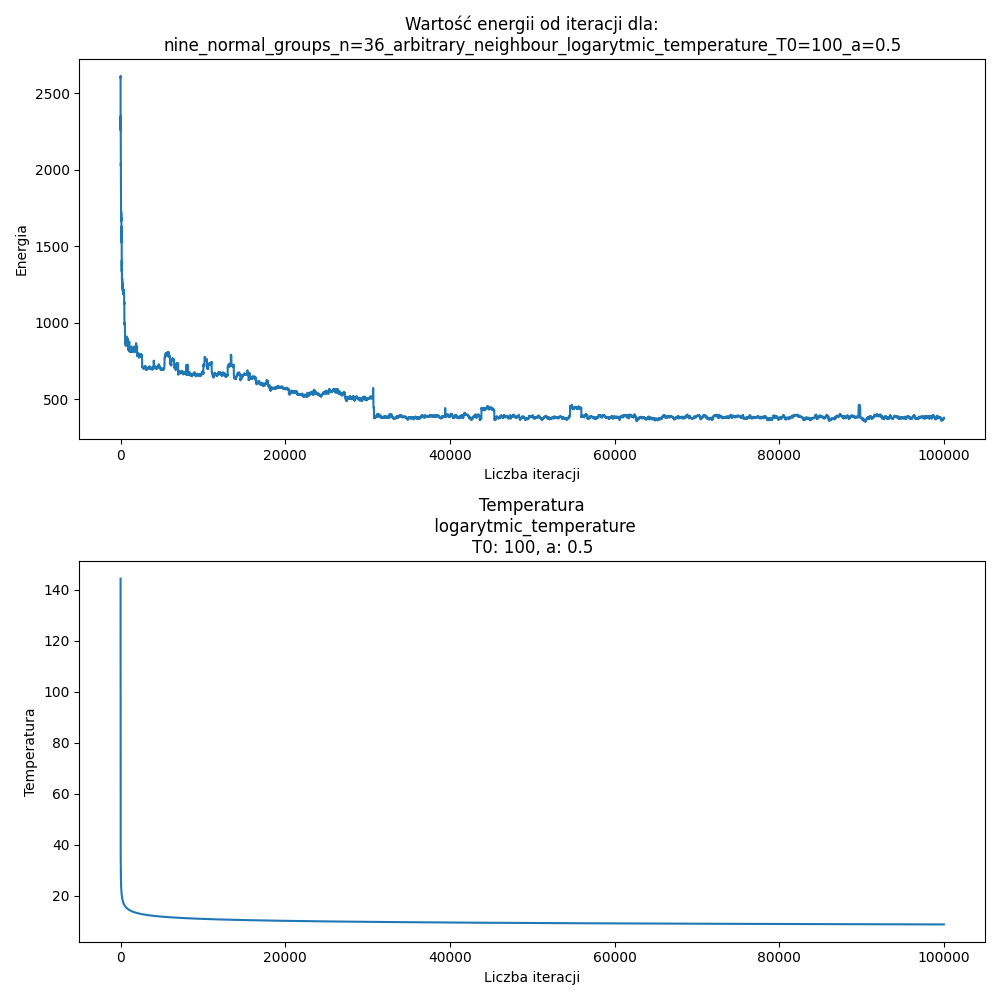 Wartość energii od iteracji dla:
nine_normal_groups_n=36_arbitrary_neighbour_logarytmic_temperature_T0=100_a=0.5
2500
2000
1500
1000
500
Energia
0
20000
40000
60000
80000
100000
Liczba iteracji
Temperatura
logarytmic_temperature
T0: 100, a: 0.5
140
120
100
80
60
40
20
Temperatura
0
20000
40000
60000
80000
100000
Liczba iteracji